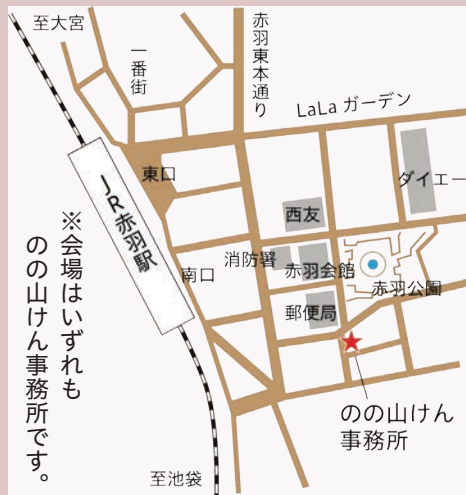 至大宮
一番街
赤羽東本通り
LaLa ガーデン
ダイエー
東口
JR赤羽駅
西友
消防署
赤羽会館
南口
赤羽公園
郵便局
※会場はいずれも
のの山けん事務所です。
のの山けん
事務所
至池袋